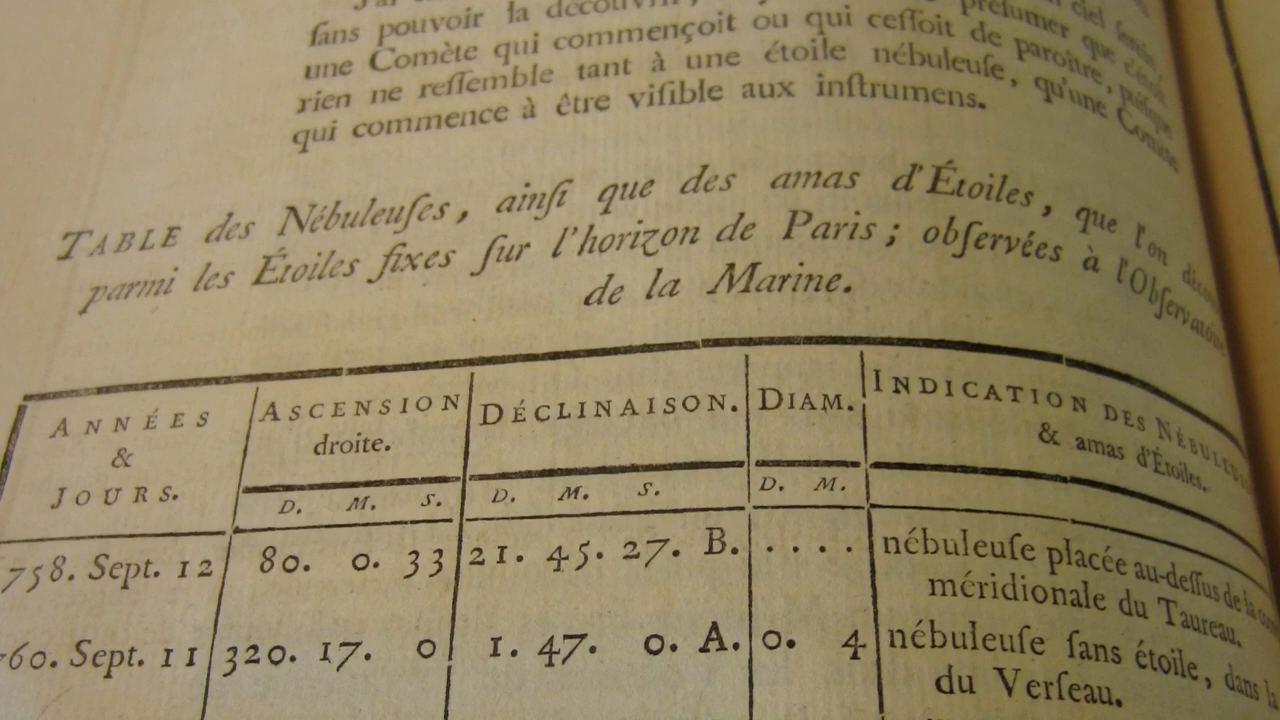 sans pouvoir la découvrir,
une Comète qui commençoit ou qui cessoit de paroître, puisque
rien ne ressemble tant à une étoile nébuleuse, qu'une Comète
qui commence à être visible aux instrumens.
TABLE des Nébuleuſes, ainſi que des amas d'Étoiles, que l'on
parmi les Étoiles fixes ſur l'horizon de Paris; obſervées à l'Obſervatoire
de la Marine.
ANNÉES
&
JOURS.
ASCENSION
droite.
DÉCLINAISON.
DIAM.
INDICATION DES
& amas d'Étoiles.
D. M. S.
D. M. S.
D. M.
758. Sept. 12 80. 0. 33 21. 45. 27. B. .... nébuleuſe placée au-deſſus de la
méridionale du Taureau.
60. Sept. 11 320. 17. 0 1. 47. 0. A. 0. 4 nébuleuſe ſans étoile, dans la
du Verſeau.